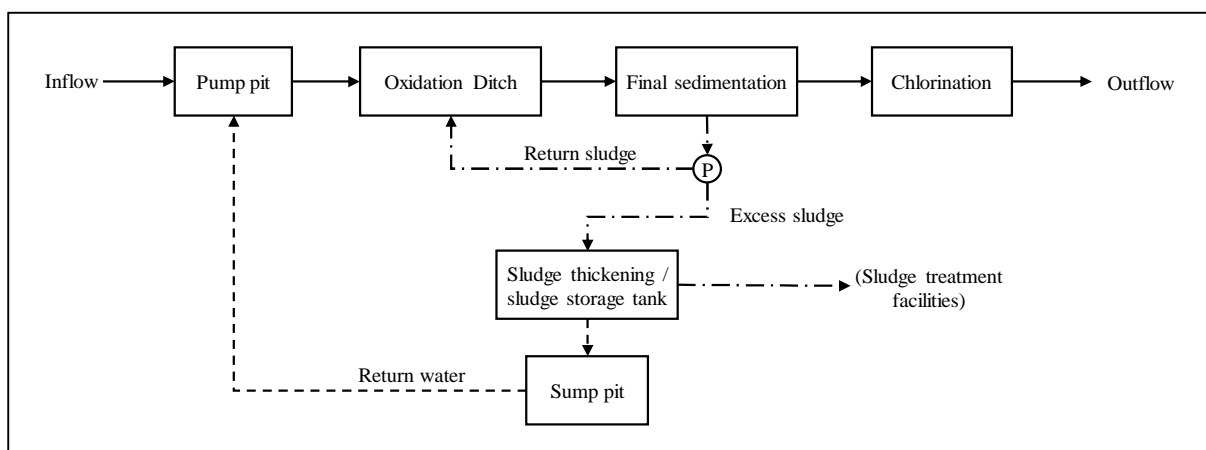 Inflow
Pump pit
Oxidation Ditch
Final sedimentation
Chlorination
Outflow
Return sludge
P
Excess sludge
Sludge thickening /
sludge storage tank
(Sludge treatment
facilities)
Return water
Sump pit